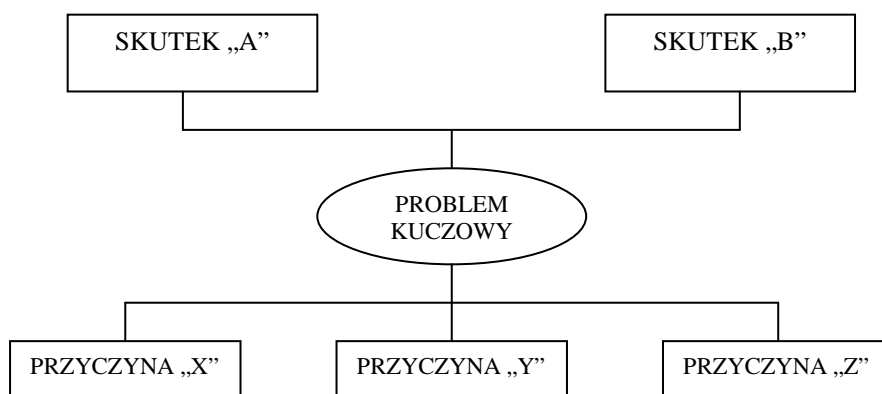 SKUTEK „A”
SKUTEK „B”
PROBLEM
KUCZOWY
PRZYCZYNA „X”
PRZYCZYNA „Y”
PRZYCZYNA „Z”